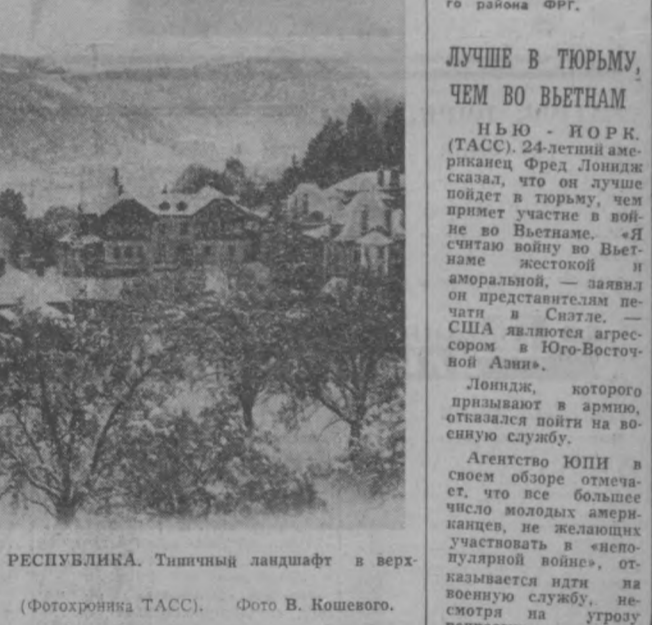 РЕСПУБЛИКА. Типичный ландшафт в верх-
(Фотохроника ТАСС). Фото В. Кошевого.
го района ФРГ.
ЛУЧШЕ В ТЮРЬМУ,
ЧЕМ ВО ВЬЕТНАМ
НЬЮ-ЙОРК.
(ТАСС). 24-летний аме-
риканец Фред Лонидж
сказал, что он лучше
пойдет в тюрьму, чем
примет участие в вой-
не во Вьетнаме. «Я
считаю войну во Вьет-
наме жестокой и
аморальной, — заявил
он представителям пе-
чати в Сиэтле. —
США являются агрес-
сором в Юго-Восточ-
ной Азии».
Лонидж, которого
призывают в армию,
отказался пойти на во-
енную службу.
Агентство ЮПИ в
своем обзоре отмеча-
ет, что все большее
число молодых амери-
канцев, не желающих
участвовать в «непо-
пулярной войне», от-
казывается идти на
военную службу, не-
смотря на угрозу